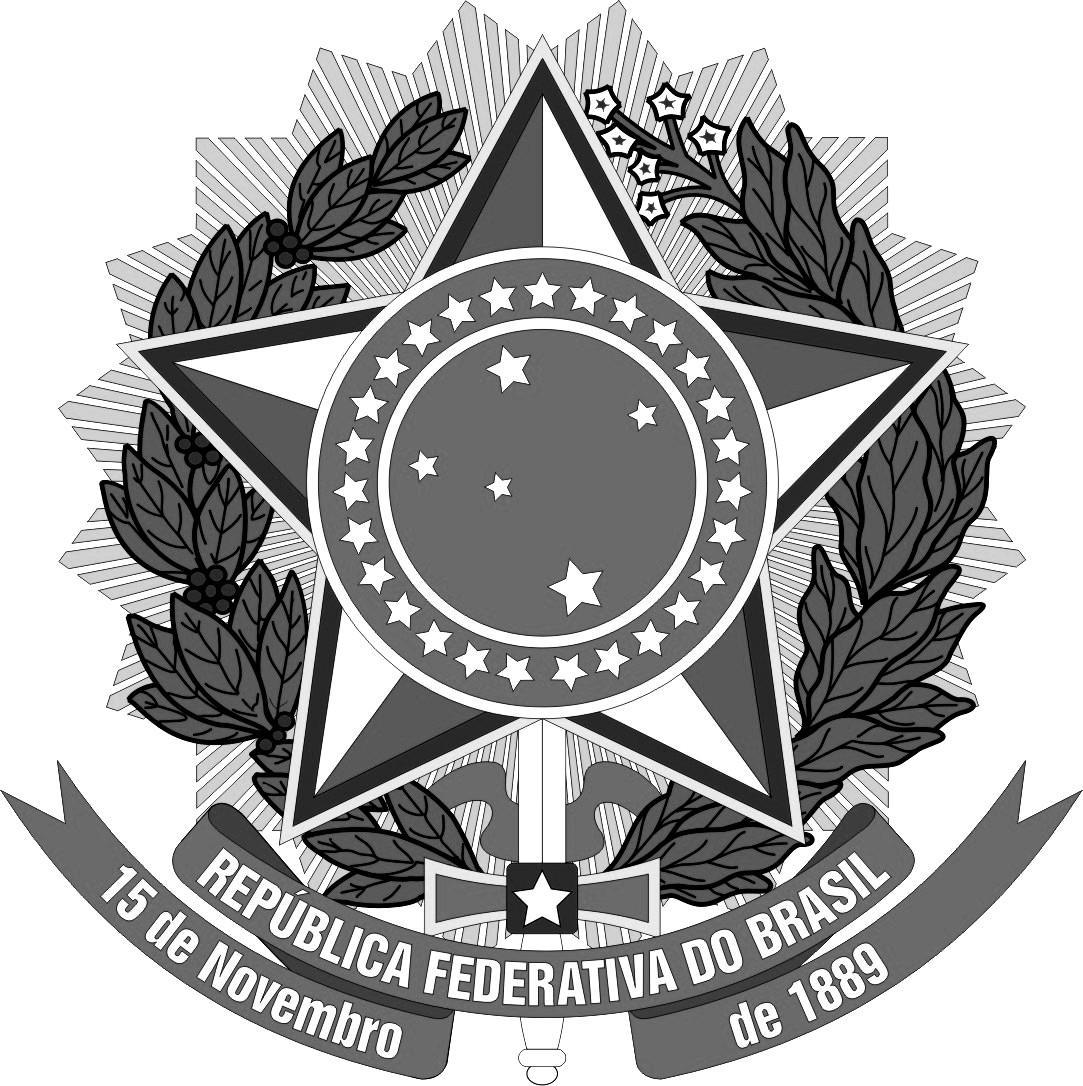 REPÚBLICA FEDERATIVA DO BRASIL
15 de Novembro de 1889